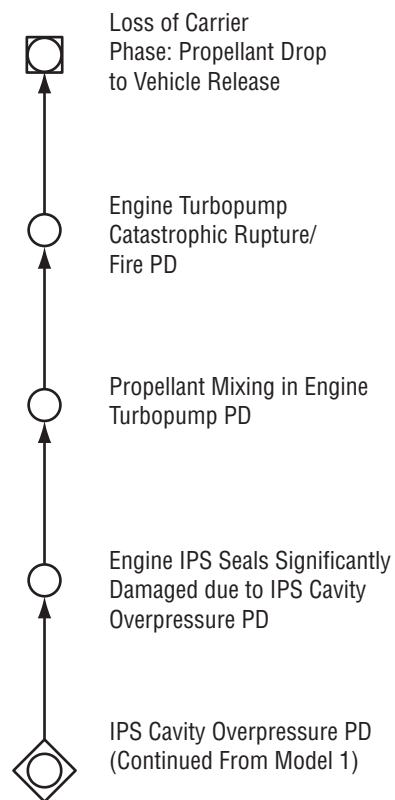 Loss of Carrier
Phase: Propellant Drop
to Vehicle Release
Engine Turbopump
Catastrophic Rupture/
Fire PD
Propellant Mixing in Engine
Turbopump PD
Engine IPS Seals Significantly
Damaged due to IPS Cavity
Overpressure PD
IPS Cavity Overpressure PD
(Continued From Model 1)